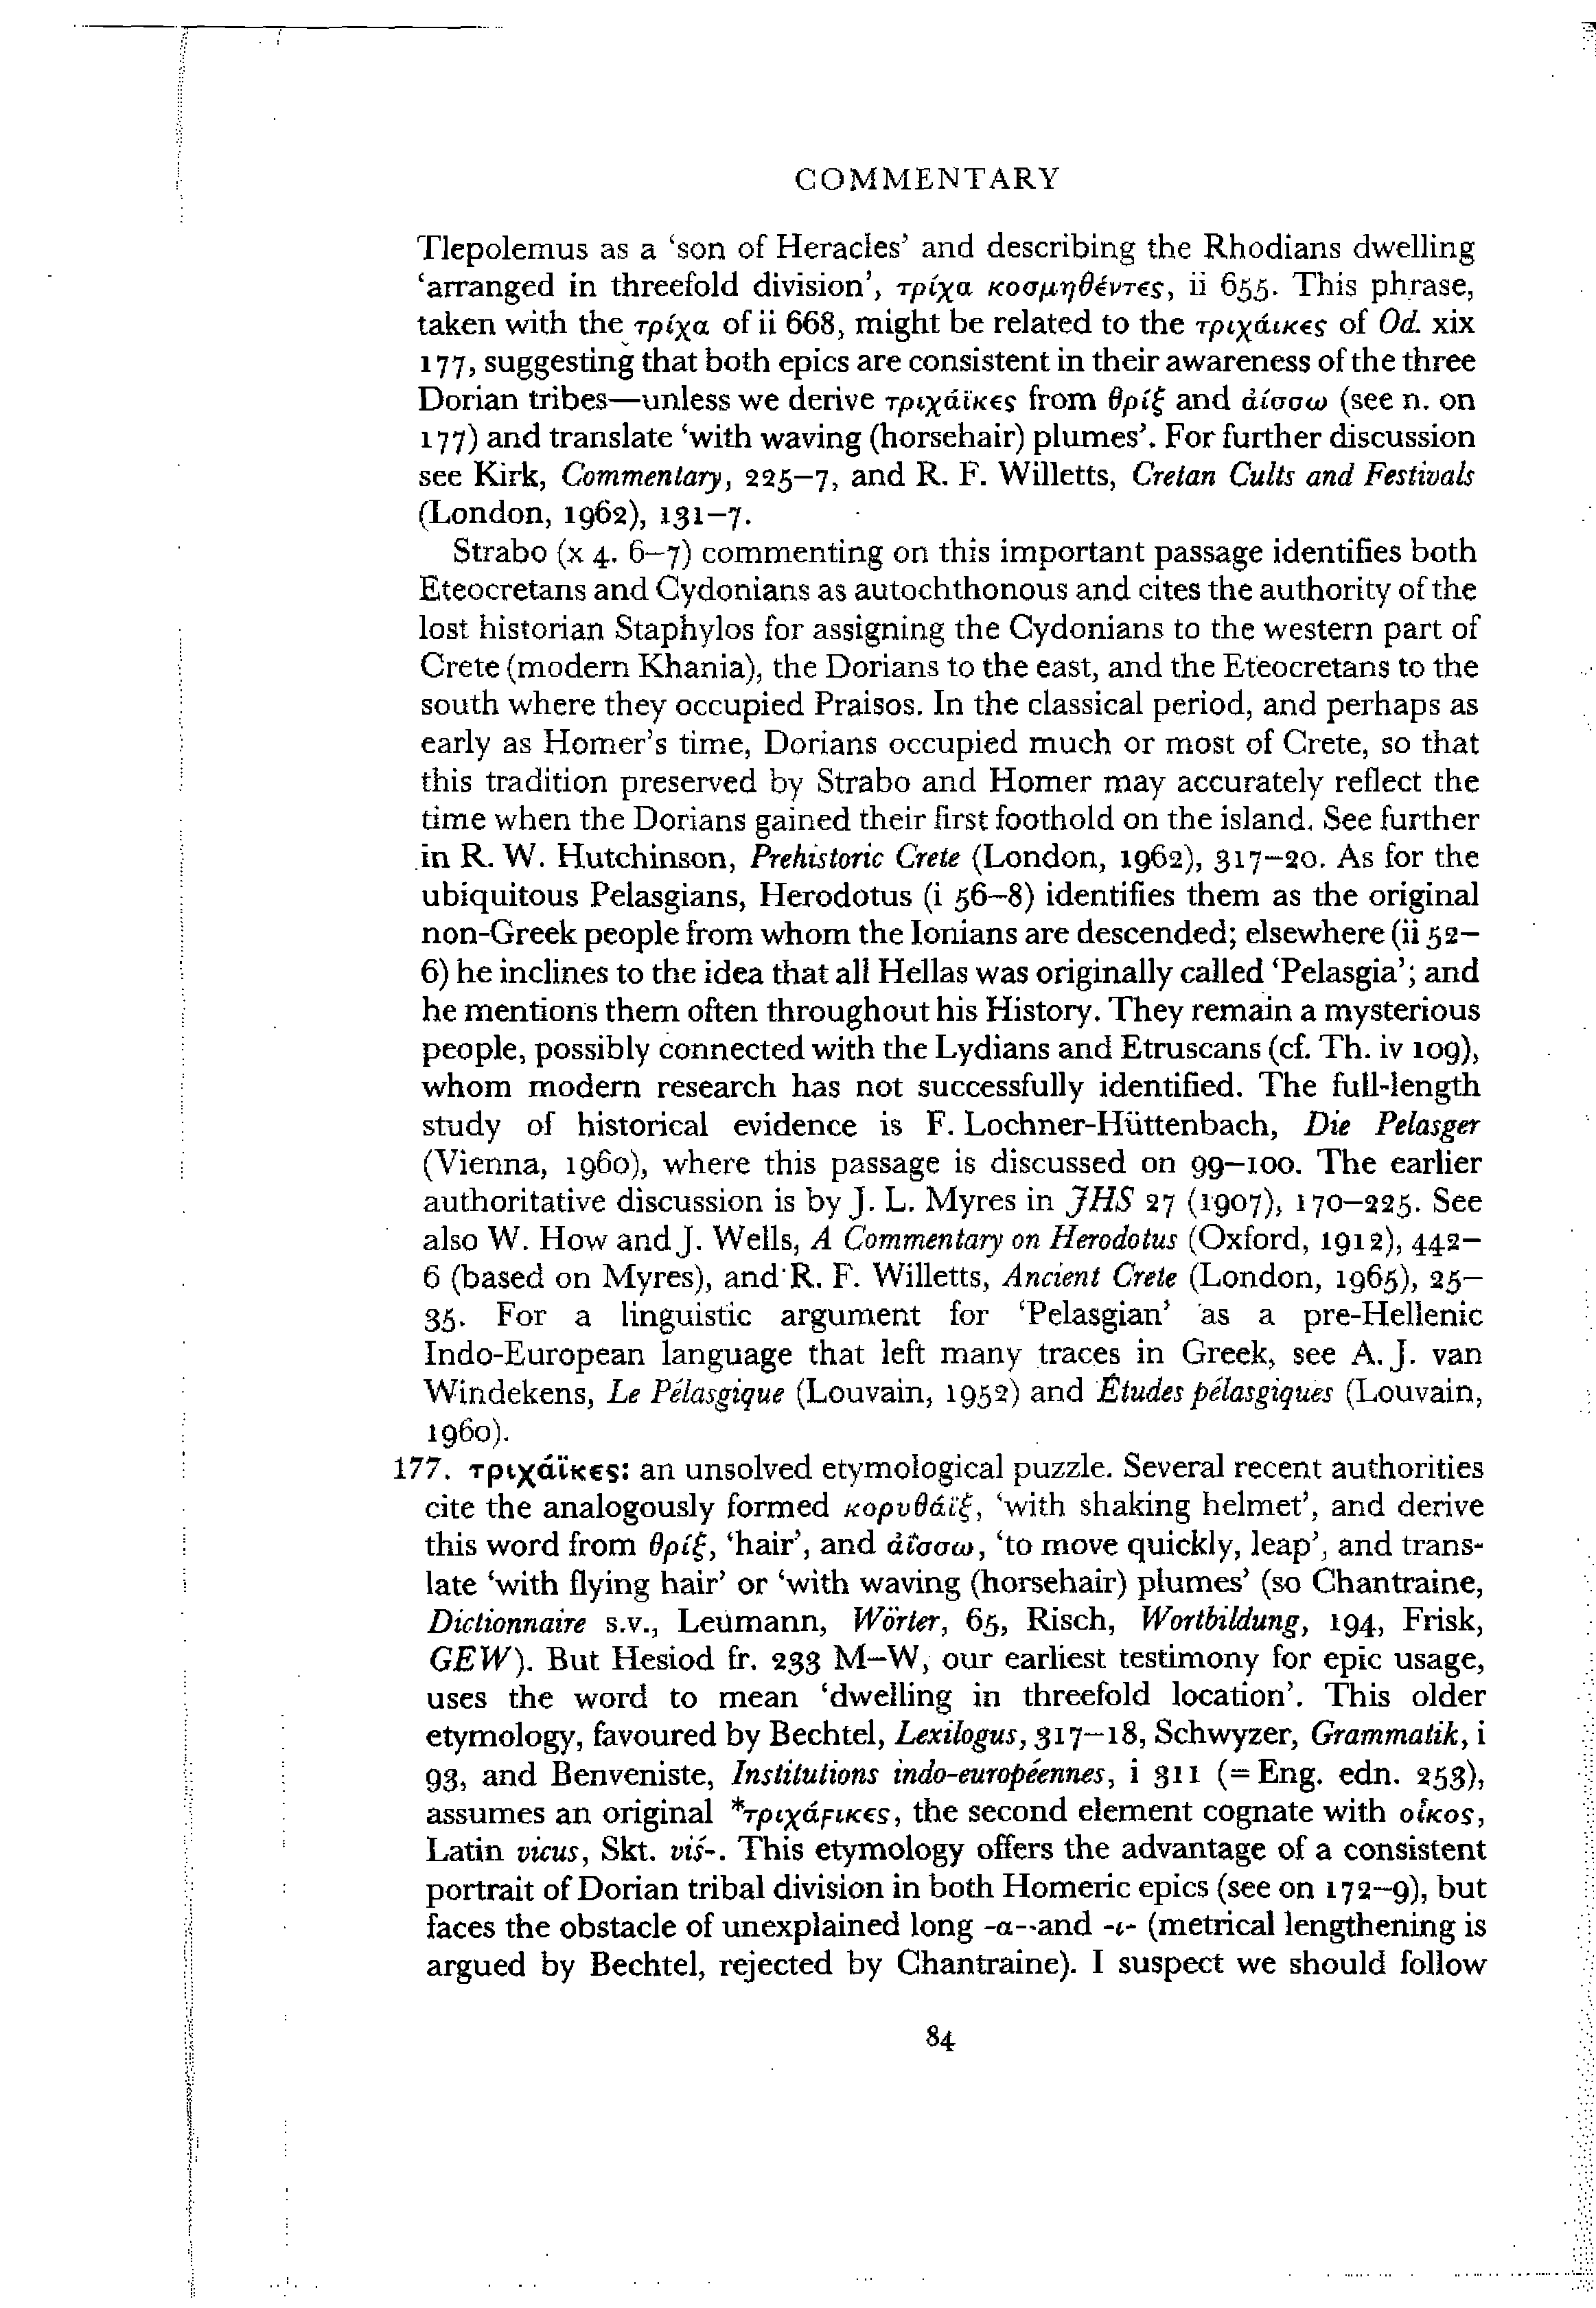 COMMENTARY
Tlepolemus as a ‘son of Heracles’ and describing the Rhodians dwelling
‘arranged in threefold division’, τρίχα κοσμηθέντες, ii 655. This phrase,
taken with the τρίχα of ii 668, might be related to the τριχάικες of Od. xix
177, suggesting that both epics are consistent in their awareness of the three
Dorian tribes—unless we derive τριχάϊκες from θρίξ and ἀίσσω (see n. on
177) and translate ‘with waving (horsehair) plumes’. For further discussion
see Kirk, Commentary, 225–7, and R. F. Willetts, Cretan Cults and Festivals
(London, 1962), 131–7.
Strabo (x 4. 6–7) commenting on this important passage identifies both
Eteocretans and Cydonians as autochthonous and cites the authority of the
lost historian Staphylos for assigning the Cydonians to the western part of
Crete (modern Khania), the Dorians to the east, and the Eteocretans to the
south where they occupied Praisos. In the classical period, and perhaps as
early as Homer’s time, Dorians occupied much or most of Crete, so that
this tradition preserved by Strabo and Homer may accurately reflect the
time when the Dorians gained their first foothold on the island. See further
in R. W. Hutchinson, Prehistoric Crete (London, 1962), 317–20. As for the
ubiquitous Pelasgians, Herodotus (i 56–8) identifies them as the original
non-Greek people from whom the Ionians are descended; elsewhere (ii 52–
6) he inclines to the idea that all Hellas was originally called ‘Pelasgia’; and
he mentions them often throughout his History. They remain a mysterious
people, possibly connected with the Lydians and Etruscans (cf. Th. iv 109),
whom modern research has not successfully identified. The full-length
study of historical evidence is F. Lochner-Hüttenbach, Die Pelasger
(Vienna, 1960), where this passage is discussed on 99–100. The earlier
authoritative discussion is by J. L. Myres in JHS 27 (1907), 170–225. See
also W. How and J. Wells, A Commentary on Herodotus (Oxford, 1912), 442–
6 (based on Myres), and R. F. Willetts, Ancient Crete (London, 1965), 25–
35. For a linguistic argument for ‘Pelasgian’ as a pre-Hellenic
Indo-European language that left many traces in Greek, see A. J. van
Windekens, Le Pélasgique (Louvain, 1952) and Études pélasgiques (Louvain,
1960).
177. τριχάϊκες: an unsolved etymological puzzle. Several recent authorities
cite the analogously formed κορυθάϊξ, ‘with shaking helmet’, and derive
this word from θρίξ, ‘hair’, and ἀΐσσω, ‘to move quickly, leap’, and trans-
late ‘with flying hair’ or ‘with waving (horsehair) plumes’ (so Chantraine,
Dictionnaire s.v., Leumann, Wörter, 65, Risch, Wortbildung, 194, Frisk,
GEW). But Hesiod fr. 233 M–W, our earliest testimony for epic usage,
uses the word to mean ‘dwelling in threefold location’. This older
etymology, favoured by Bechtel, Lexilogus, 317–18, Schwyzer, Grammatik, i
93, and Benveniste, Institutions indo-européennes, i 311 (= Eng. edn. 253),
assumes an original *τριχάϝικες, the second element cognate with οἶκος,
Latin vicus, Skt. viś-. This etymology offers the advantage of a consistent
portrait of Dorian tribal division in both Homeric epics (see on 172–9), but
faces the obstacle of unexplained long -α- and -ι- (metrical lengthening is
argued by Bechtel, rejected by Chantraine). I suspect we should follow
84